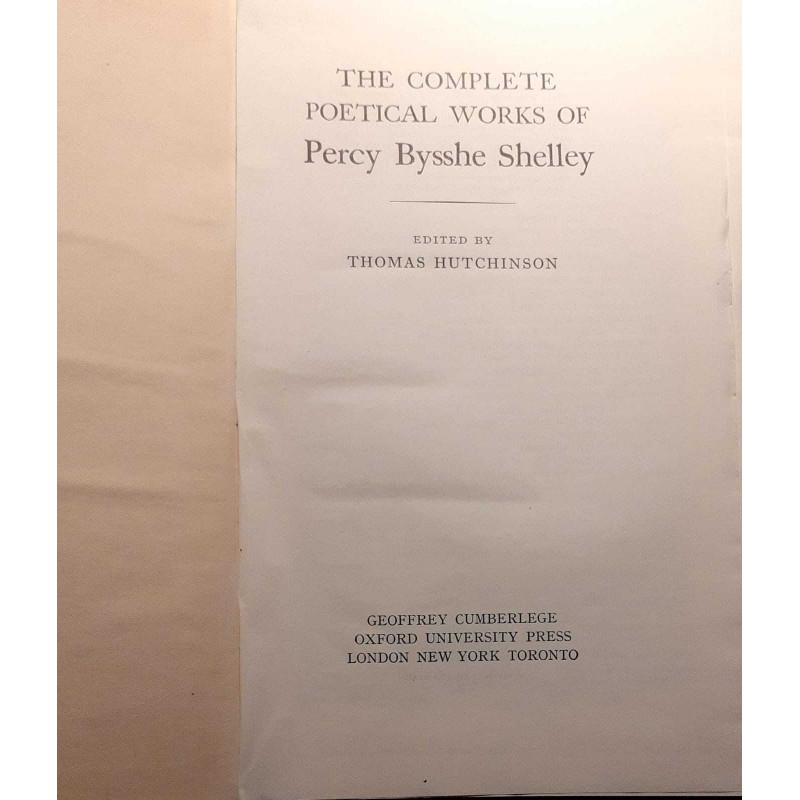 THE COMPLETE
POETICAL WORKS OF
Percy Bysshe Shelley
EDITED BY
THOMAS HUTCHINSON
GEOFFREY CUMBERLEGE
OXFORD UNIVERSITY PRESS
LONDON NEW YORK TORONTO